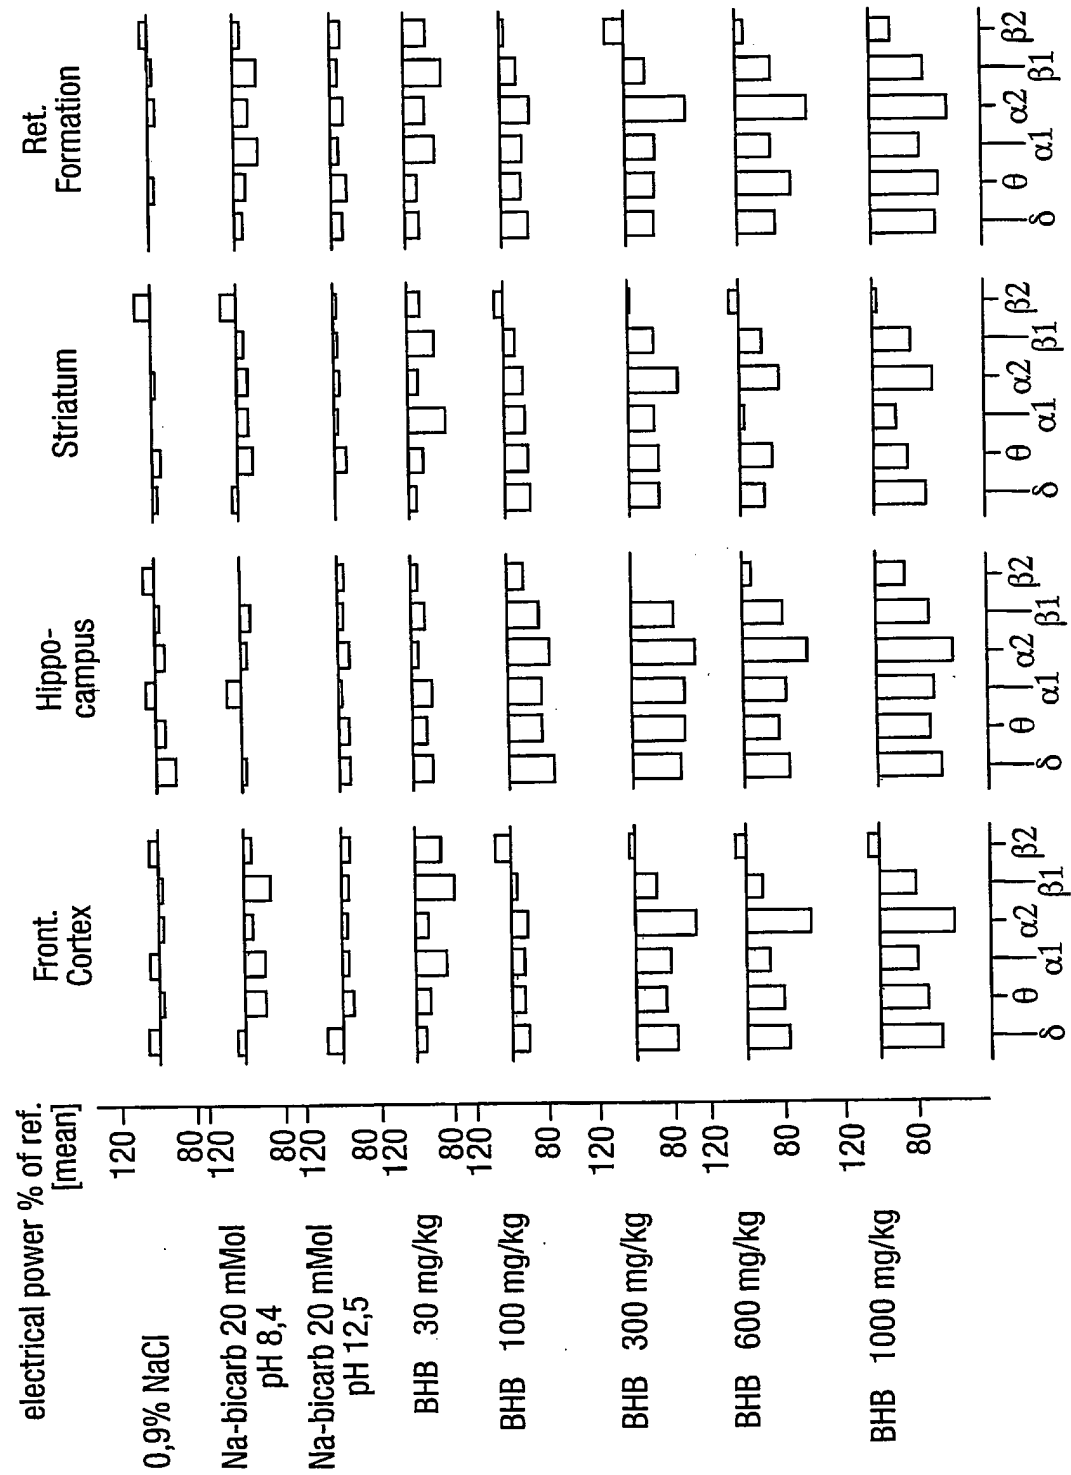 electrical power % of ref.
[mean]
Front.
Cortex
Hippo-
campus
Striatum
Ret.
Formation
0,9% NaCl
120
80
Na-bicarb 20 mMol
pH 8,4
120
80
Na-bicarb 20 mMol
pH 12,5
120
80
BHB 30 mg/kg
120
80
BHB 100 mg/kg
120
80
BHB 300 mg/kg
120
80
BHB 600 mg/kg
120
80
BHB 1000 mg/kg
120
80
δ θ α1 α2 β1 β2
δ θ α1 α2 β1 β2
δ θ α1 α2 β1 β2
δ θ α1 α2 β1 β2